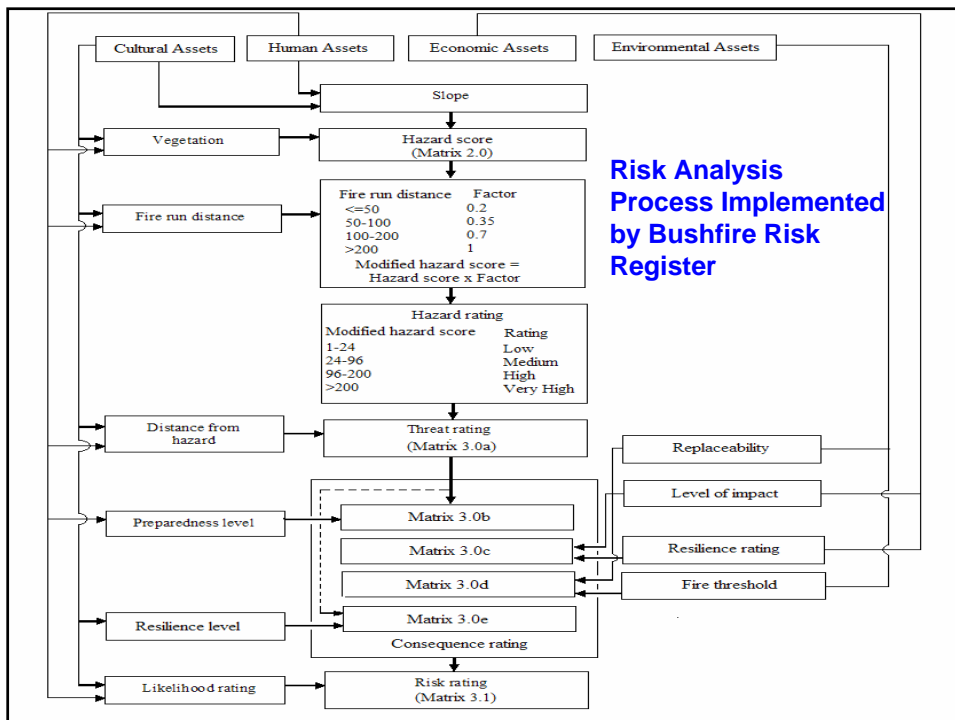 Cultural Assets
Human Assets
Economic Assets
Environmental Assets
Slope
Vegetation
Hazard score
(Matrix 2.0)
Risk Analysis
Process Implemented
by Bushfire Risk
Register
Fire run distance
Fire run distance Factor
<=50 0.2
50-100 0.35
100-200 0.7
>200 1
Modified hazard score =
Hazard score x Factor
Hazard rating
Modified hazard score Rating
1-24 Low
24-96 Medium
96-200 High
>200 Very High
Distance from
hazard
Threat rating
(Matrix 3.0a)
Replaceability
Level of impact
Preparedness level
Matrix 3.0b
Matrix 3.0c
Resilience rating
Matrix 3.0d
Fire threshold
Resilience level
Matrix 3.0e
Consequence rating
Likelihood rating
Risk rating
(Matrix 3.1)